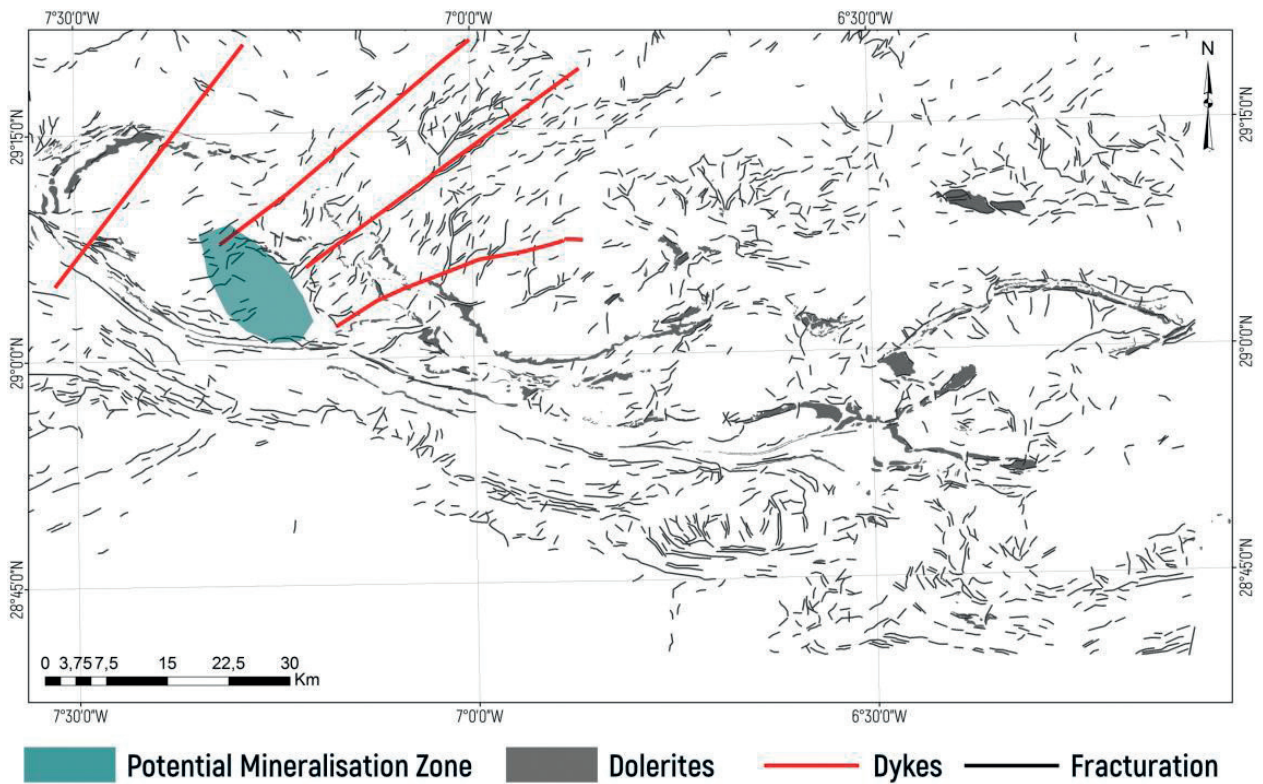 7°30'0"W 7°0'0"W 6°30'0"W
N
29°15'0"N 29°15'0"N
29°0'0"N 29°0'0"N
28°45'0"N 28°45'0"N
0 3,75 7,5 15 22,5 30
Km
7°30'0"W 7°0'0"W 6°30'0"W
Potential Mineralisation Zone Dolerites Dykes Fracturation